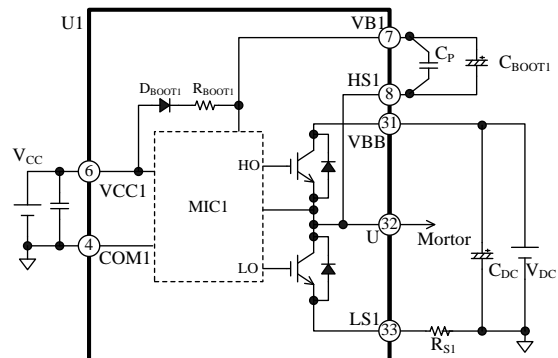 U1
VB1
7
CP
CBOOT1
HS1
8
DBOOT1
RBOOT1
31
VBB
VCC
6
VCC1
HO
MIC1
32
U
Mortor
4
COM1
LO
CDC
VDC
LS1
33
RS1